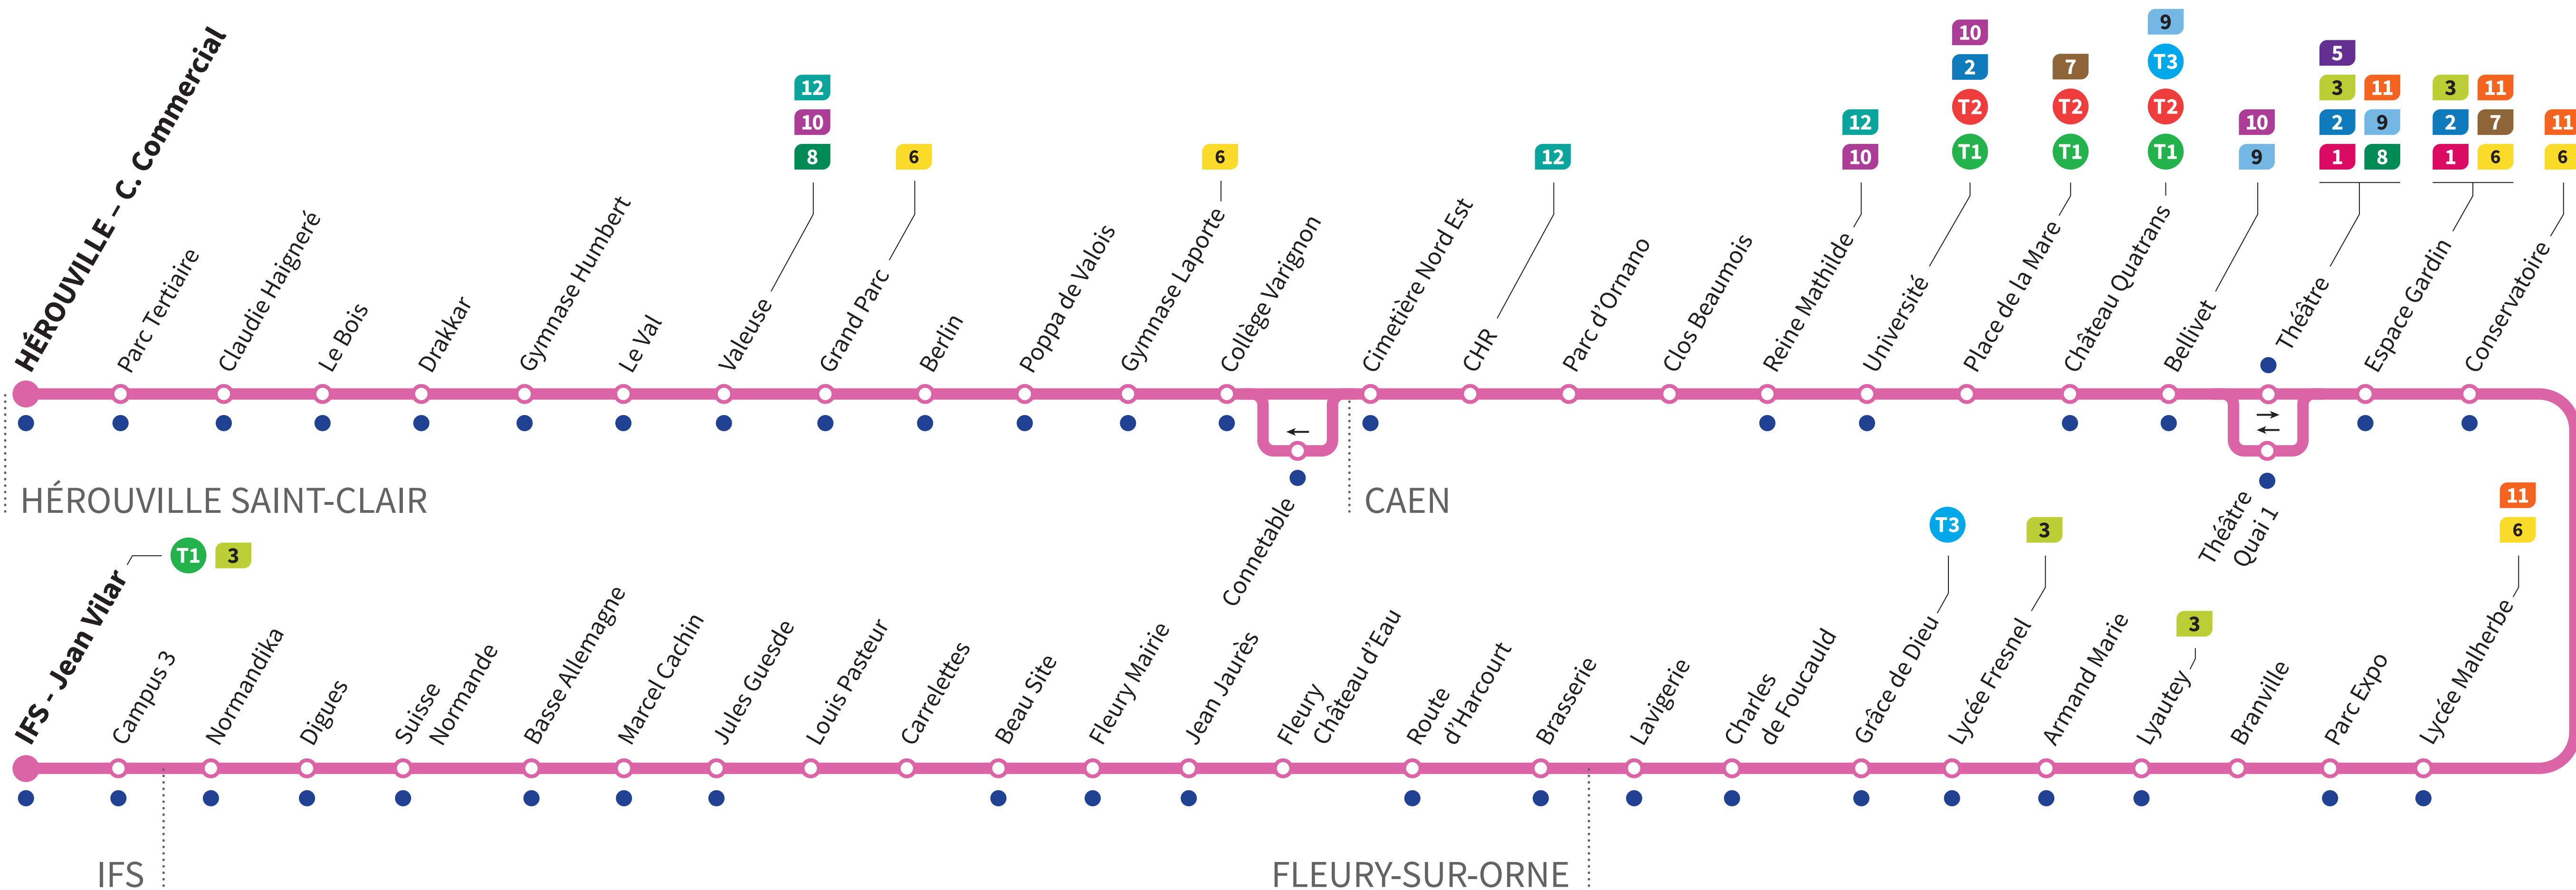 HÉROUVILLE – C. Commercial
Parc Tertiaire
Claudie Haigneré
Le Bois
Drakkar
Gymnase Humbert
Le Val
Valeuse
12
10
8
Grand Parc
6
Berlin
Poppa de Valois
Gymnase Laporte
6
Collège Varignon
Connetable
Cimetière Nord Est
CHR
12
Parc d'Ornano
Clos Beaumois
Reine Mathilde
12
10
Université
10
2
T2
T1
Place de la Mare
7
T2
T1
Château Quatrans
9
T3
T2
T1
Bellivet
10
9
Théâtre
5
3 11
2 9
1 8
Théâtre
Quai 1
Espace Gardin
3 11
2 7
1 6
Conservatoire
11
6
HÉROUVILLE SAINT-CLAIR
CAEN
IFS - Jean Vilar
T1 3
Campus 3
Normandika
Digues
Suisse
Normande
Basse Allemagne
Marcel Cachin
Jules Guesde
Louis Pasteur
Carrelettes
Beau Site
Fleury Mairie
Jean Jaurès
Fleury
Château d'Eau
Route
d'Harcourt
Brasserie
Lavigerie
Charles
de Foucauld
Grâce de Dieu
T3
Lycée Fresnel
3
Armand Marie
Lyautey
3
Branville
Parc Expo
Lycée Malherbe
11
6
IFS
FLEURY-SUR-ORNE